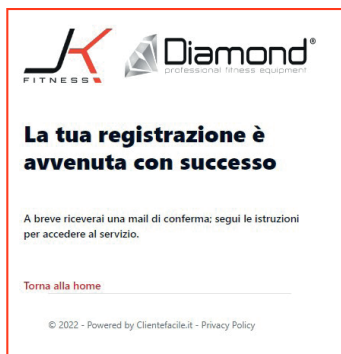 JK
FITNESS
Diamond®
professional fitness equipment
La tua registrazione è
avvenuta con successo
A breve riceverai una mail di conferma; segui le istruzioni
per accedere al servizio.
Torna alla home
© 2022 - Powered by Clientefacile.it - Privacy Policy